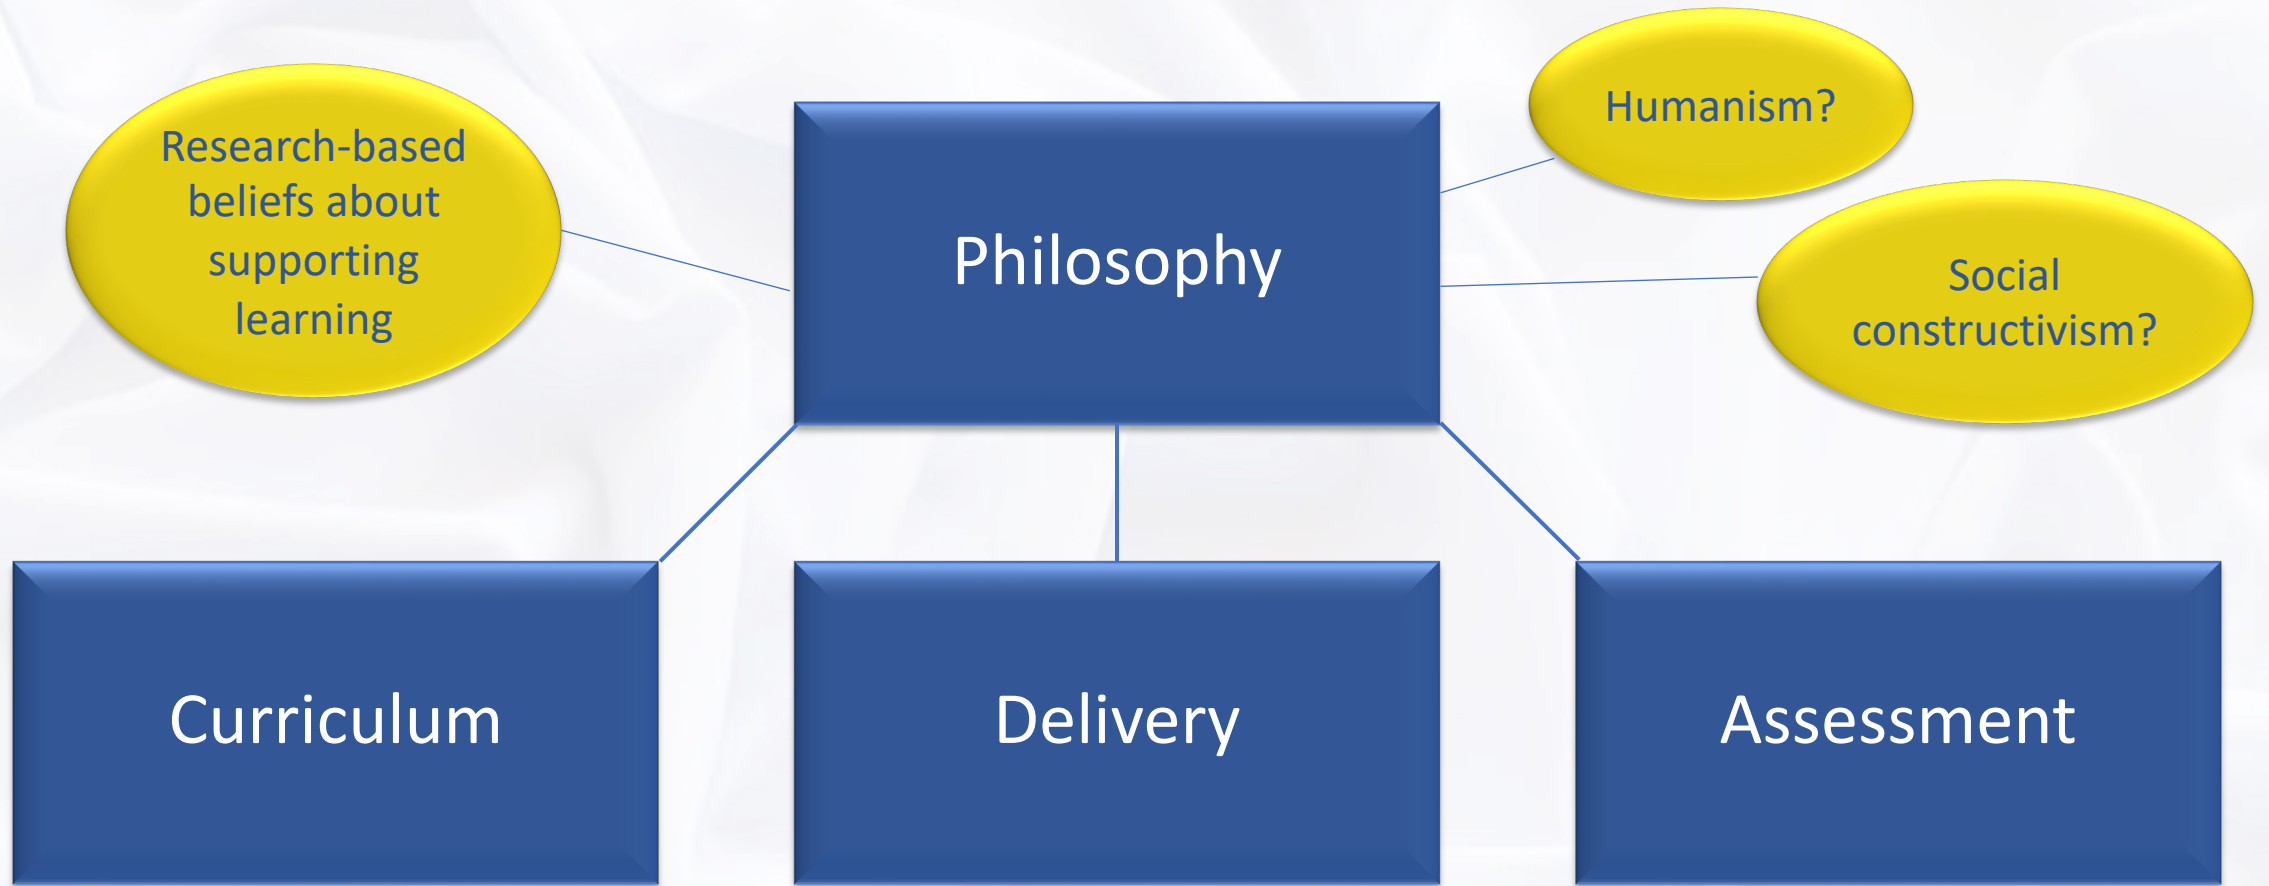 Research-based
beliefs about
supporting
learning
Philosophy
Humanism?
Social
constructivism?
Curriculum
Delivery
Assessment